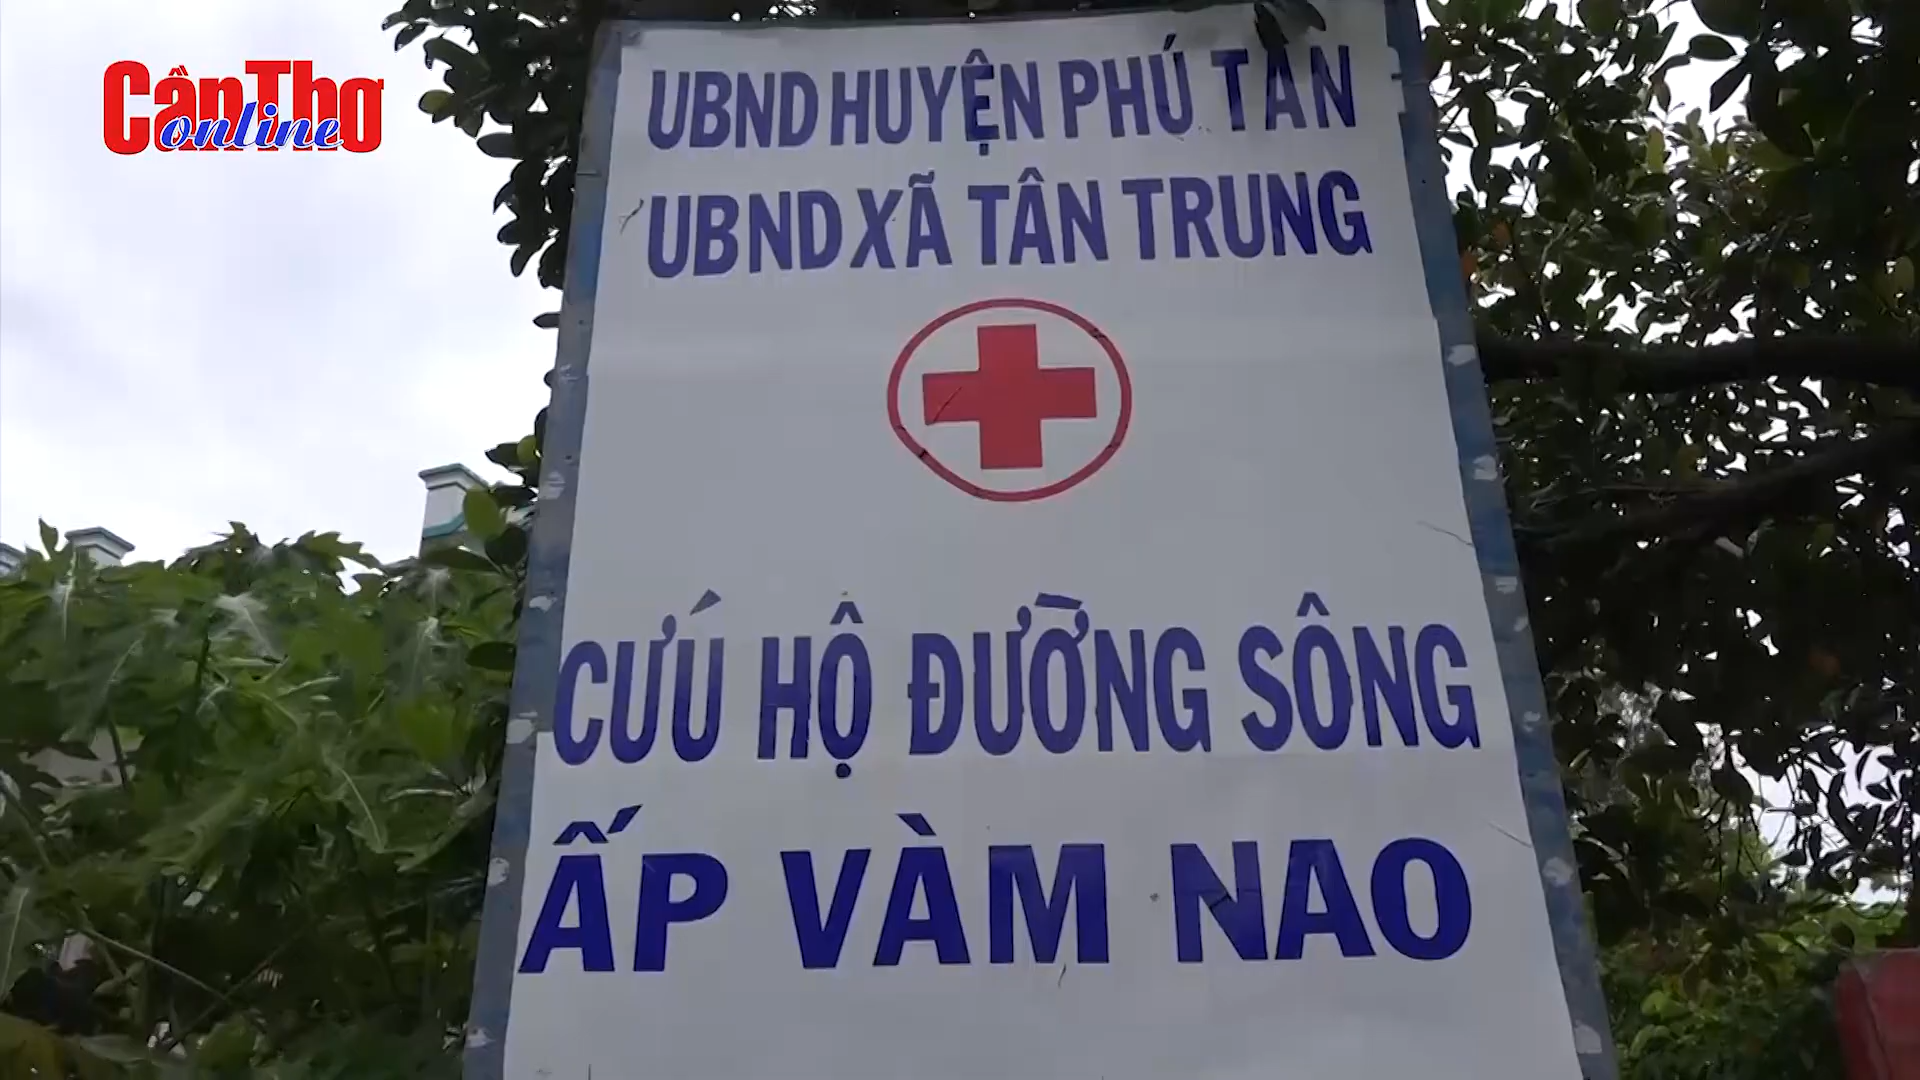 CầnThơ
online
UBND HUYỆN PHÚ TÂN
UBND XÃ TÂN TRUNG
CỨU HỘ ĐƯỜNG SÔNG
ẤP VÀM NAO